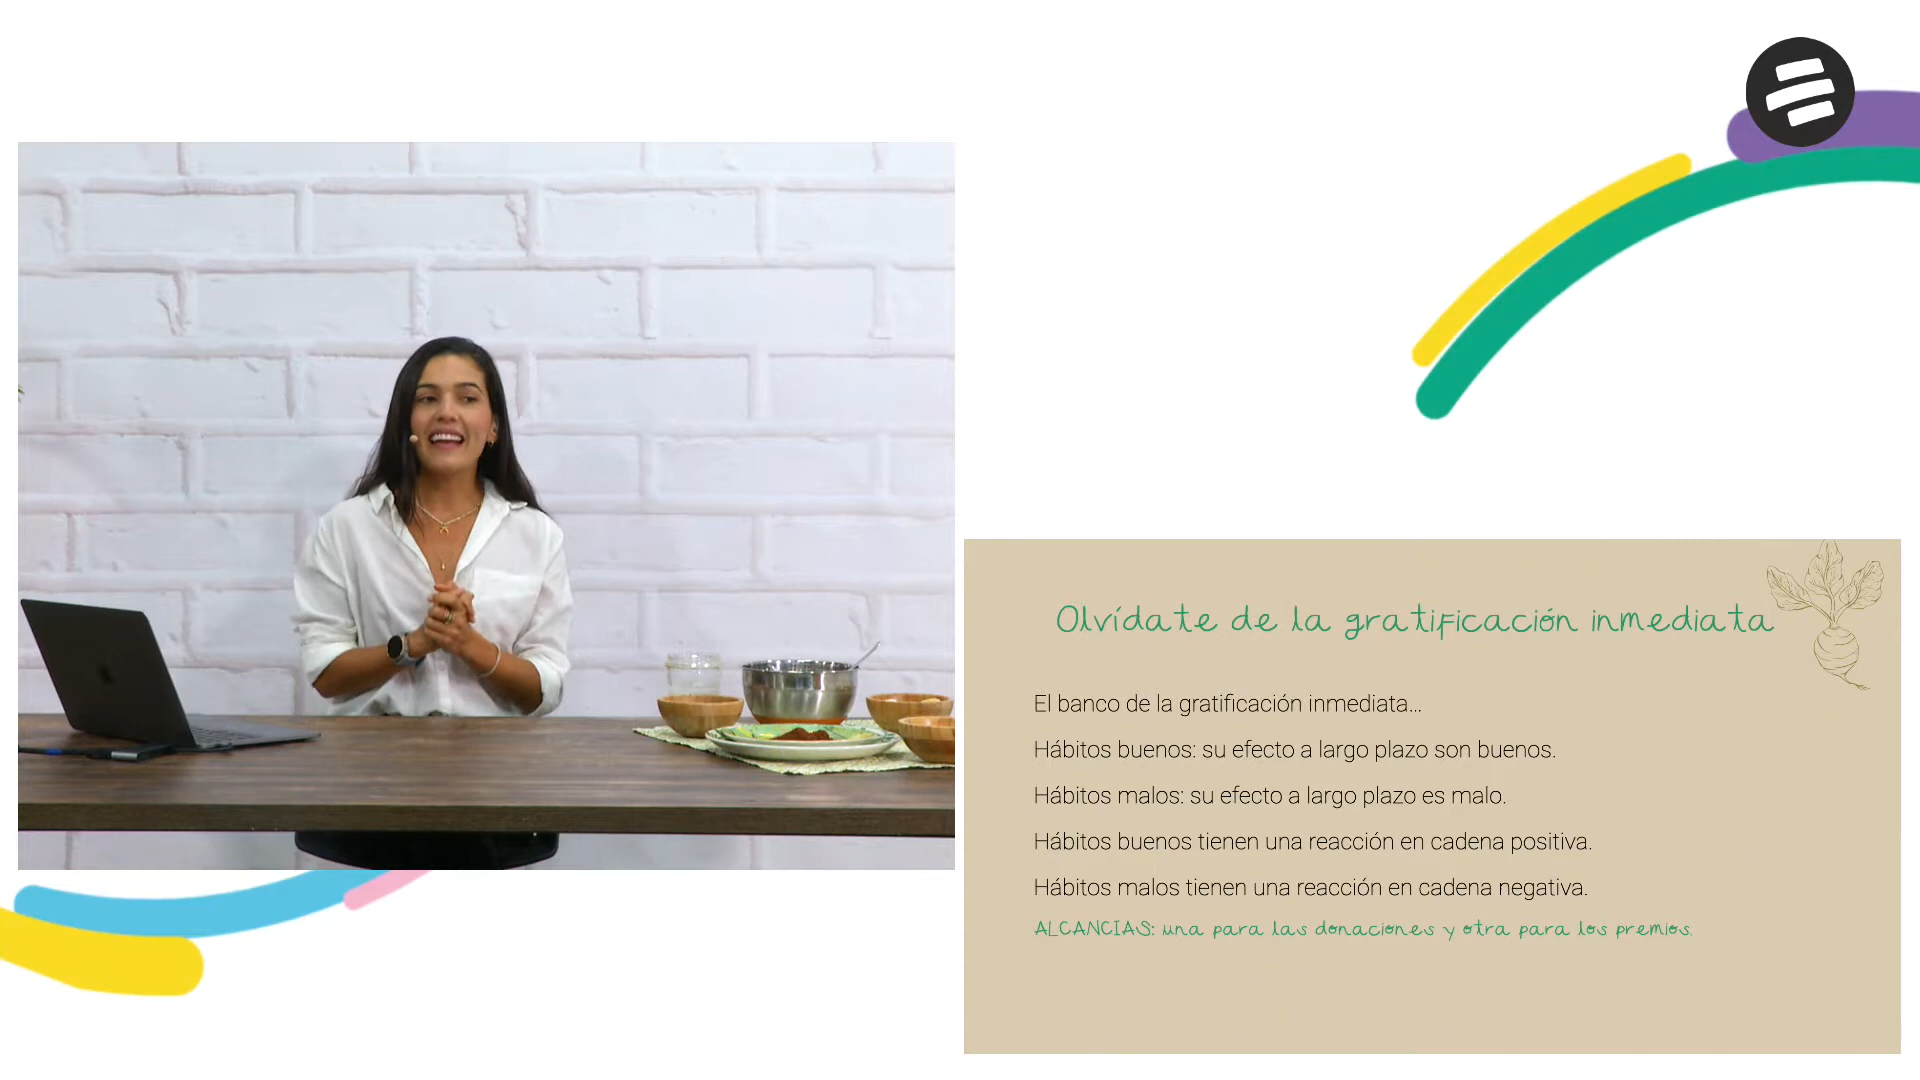 Olvídate de la gratificación inmediata
El banco de la gratificación inmediata...
Hábitos buenos: su efecto a largo plazo son buenos.
Hábitos malos: su efecto a largo plazo es malo.
Hábitos buenos tienen una reacción en cadena positiva.
Hábitos malos tienen una reacción en cadena negativa.
ALCANCIAS: una para las donaciones y otra para los premios.